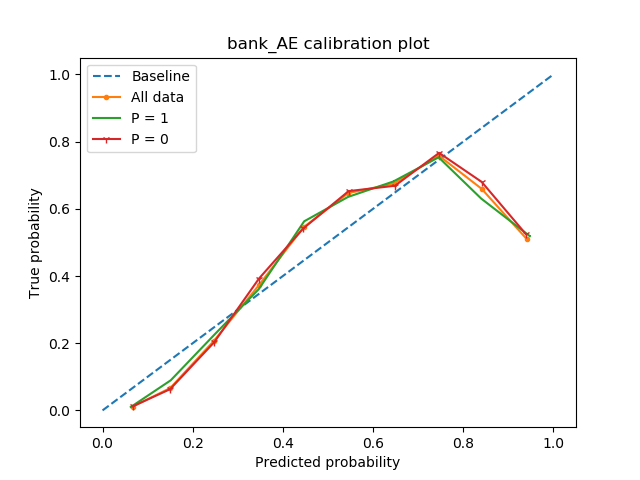 bank_AE calibration plot
Baseline
All data
P = 1
P = 0
True probability
1.0
0.8
0.6
0.4
0.2
0.0
0.0 0.2 0.4 0.6 0.8 1.0
Predicted probability